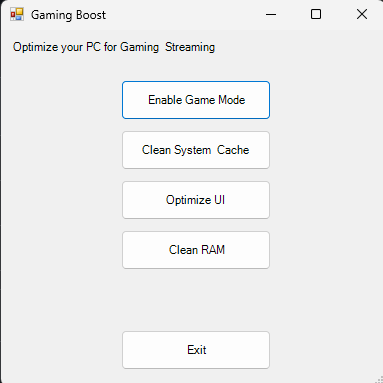 Gaming Boost
Optimize your PC for Gaming  Streaming
Enable Game Mode
Clean System  Cache
Optimize UI
Clean RAM
Exit